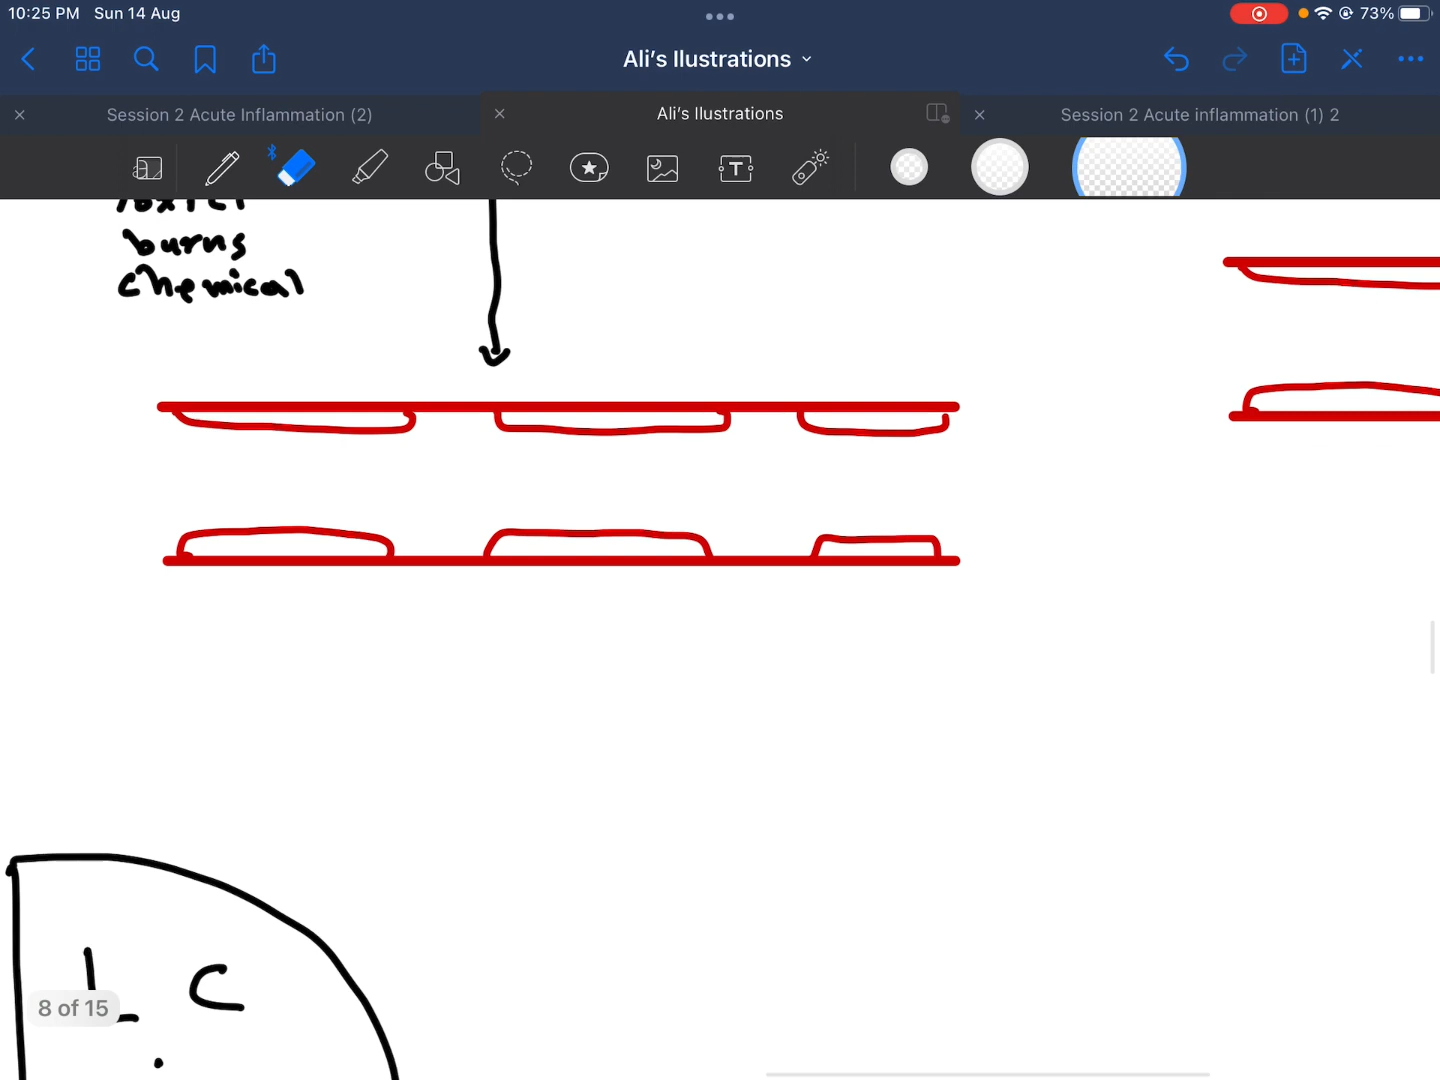 10:25 PM Sun 14 Aug
73%
Ali's Ilustrations
Session 2 Acute Inflammation (2)
Ali's Ilustrations
Session 2 Acute inflammation (1) 2
burns
chemical
L C
8 of 15